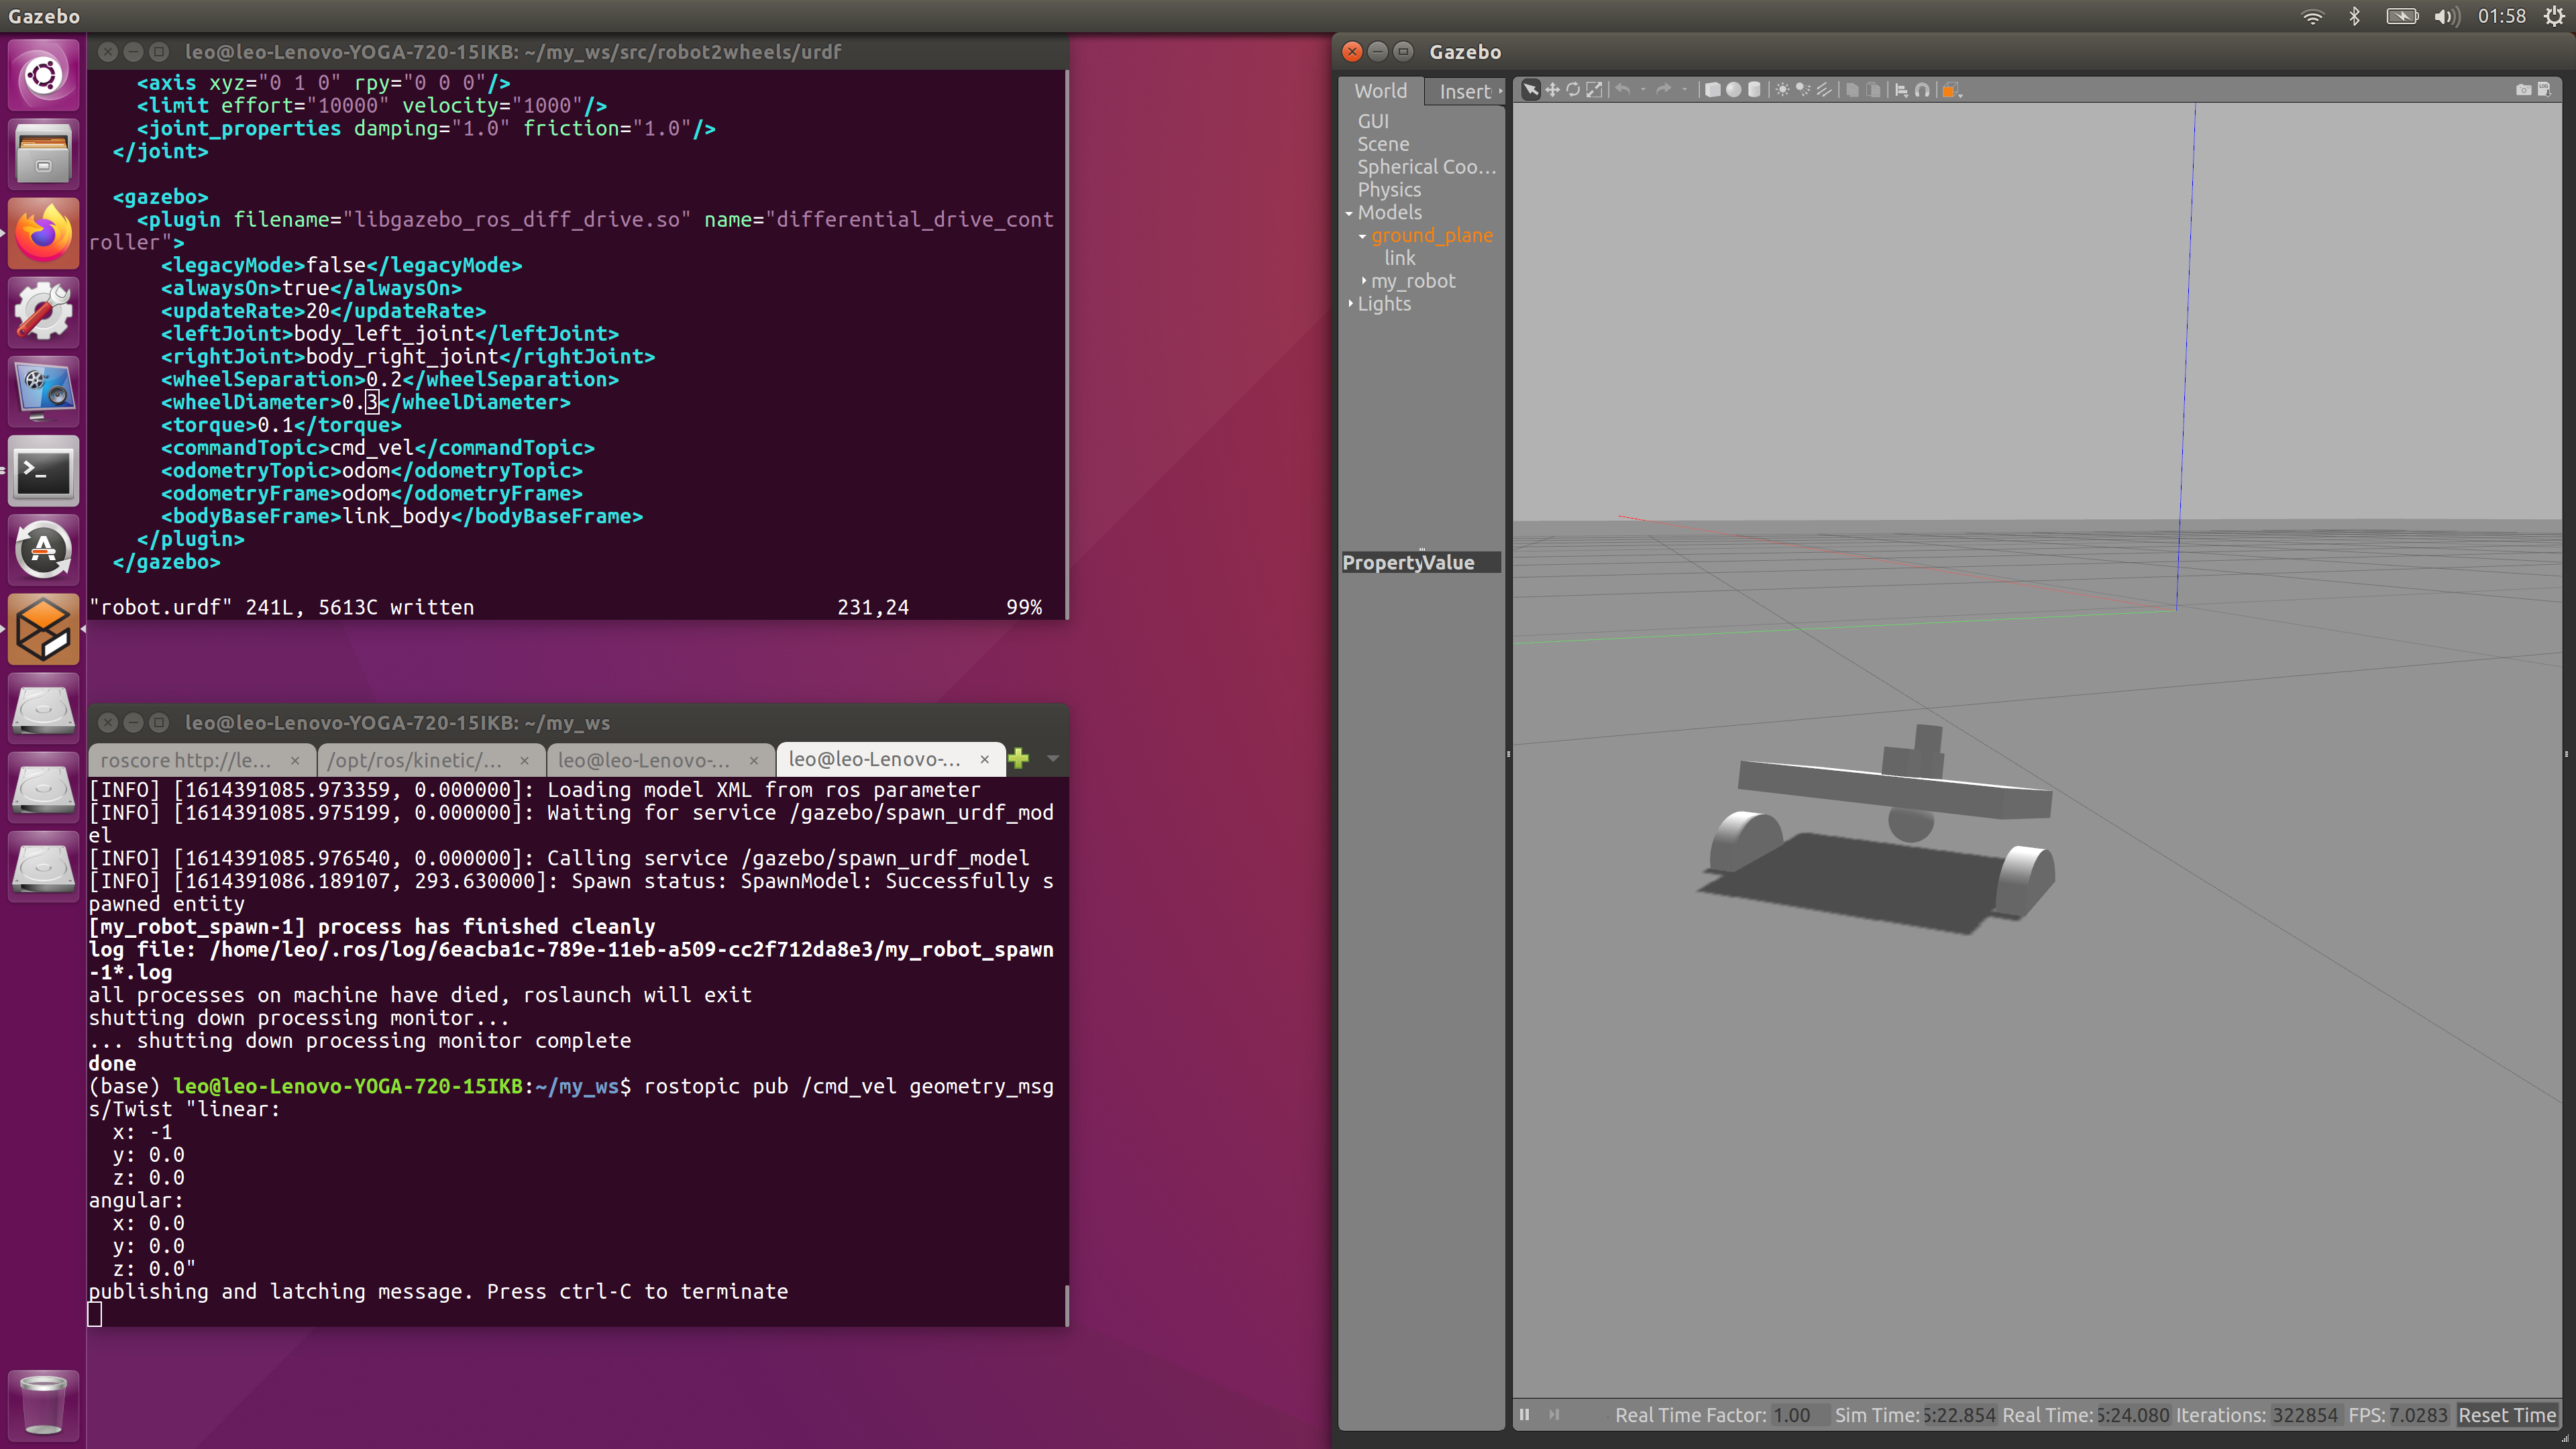 Gazebo
01:58
leo@leo-Lenovo-YOGA-720-15IKB: ~/my_ws/src/robot2wheels/urdf
<axis xyz="0 1 0" rpy="0 0 0"/>
<limit effort="10000" velocity="1000"/>
<joint_properties damping="1.0" friction="1.0"/>
</joint>
<gazebo>
<plugin filename="libgazebo_ros_diff_drive.so" name="differential_drive_cont
roller">
<legacyMode>false</legacyMode>
<alwaysOn>true</alwaysOn>
<updateRate>20</updateRate>
<leftJoint>body_left_joint</leftJoint>
<rightJoint>body_right_joint</rightJoint>
<wheelSeparation>0.2</wheelSeparation>
<wheelDiameter>0.3</wheelDiameter>
<torque>0.1</torque>
<commandTopic>cmd_vel</commandTopic>
<odometryTopic>odom</odometryTopic>
<odometryFrame>odom</odometryFrame>
<bodyBaseFrame>link_body</bodyBaseFrame>
</plugin>
</gazebo>
"robot.urdf" 241L, 5613C written 231,24 99%
leo@leo-Lenovo-YOGA-720-15IKB: ~/my_ws
roscore http://le... × /opt/ros/kinetic/... × leo@leo-Lenovo-... × leo@leo-Lenovo-... ×
[INFO] [1614391085.973359, 0.000000]: Loading model XML from ros parameter
[INFO] [1614391085.975199, 0.000000]: Waiting for service /gazebo/spawn_urdf_mod
el
[INFO] [1614391085.976540, 0.000000]: Calling service /gazebo/spawn_urdf_model
[INFO] [1614391086.189107, 293.630000]: Spawn status: SpawnModel: Successfully s
pawned entity
[my_robot_spawn-1] process has finished cleanly
log file: /home/leo/.ros/log/6eacba1c-789e-11eb-a509-cc2f712da8e3/my_robot_spawn
-1*.log
all processes on machine have died, roslaunch will exit
shutting down processing monitor...
... shutting down processing monitor complete
done
(base) leo@leo-Lenovo-YOGA-720-15IKB:~/my_ws$ rostopic pub /cmd_vel geometry_msg
s/Twist "linear:
x: -1
y: 0.0
z: 0.0
angular:
x: 0.0
y: 0.0
z: 0.0"
publishing and latching message. Press ctrl-C to terminate
Gazebo
World Insert
GUI
Scene
Spherical Coo...
Physics
Models
ground_plane
link
my_robot
Lights
Property Value
Real Time Factor: 1.00 Sim Time: 5:22.854 Real Time: 5:24.080 Iterations: 322854 FPS: 7.0283 Reset Time